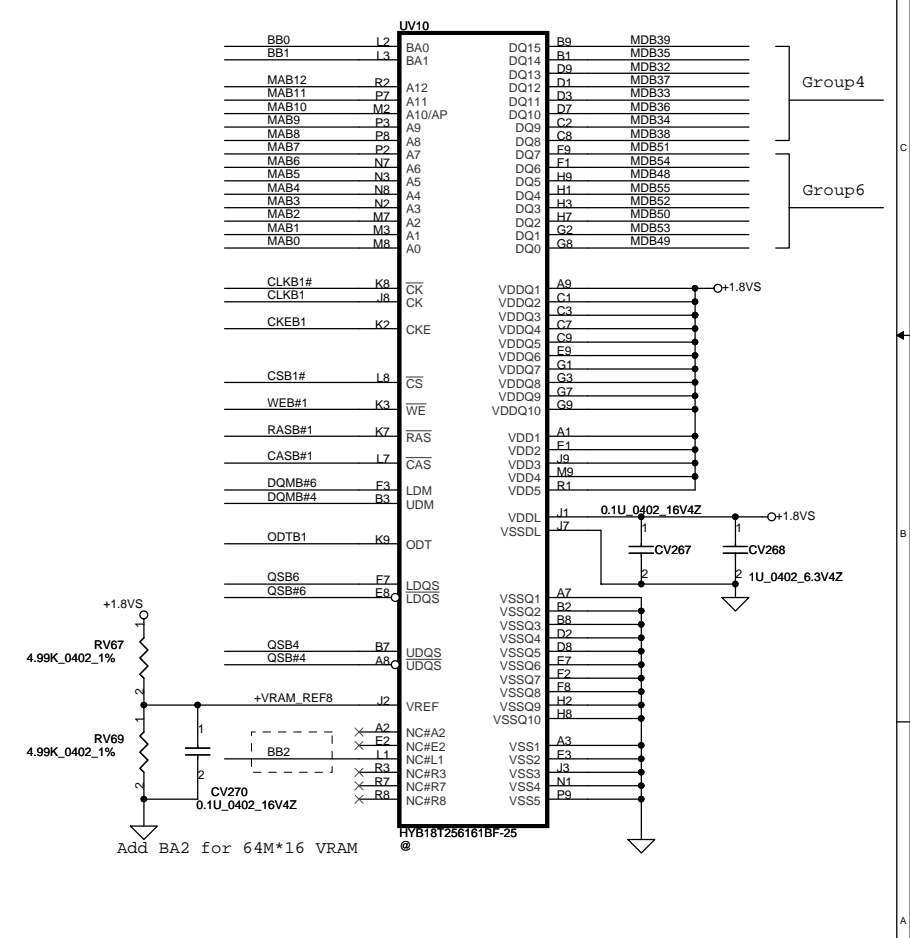 UV10
BB0 L2 BA0 DQ15 B9 MDB39
BB1 L3 BA1 DQ14 B1 MDB35
DQ13 D9 MDB32
MAB12 R2 A12 DQ12 D1 MDB37
MAB11 P7 A11 DQ11 D3 MDB33
MAB10 M2 A10/AP DQ10 D7 MDB36
MAB9 P3 A9 DQ9 C2 MDB34
MAB8 P8 A8 DQ8 C8 MDB38
MAB7 P2 A7 DQ7 F9 MDB51
MAB6 N7 A6 DQ6 F1 MDB54
MAB5 N3 A5 DQ5 H9 MDB48
MAB4 N8 A4 DQ4 H1 MDB55
MAB3 N2 A3 DQ3 H3 MDB52
MAB2 M7 A2 DQ2 H7 MDB50
MAB1 M3 A1 DQ1 G2 MDB53
MAB0 M8 A0 DQ0 G8 MDB49
Group4
Group6
C
CLKB1# K8 CK VDDQ1 A9 +1.8VS
CLKB1 J8 CK VDDQ2 C1
VDDQ3 C3
CKEB1 K2 CKE VDDQ4 C7
VDDQ5 C9
VDDQ6 E9
VDDQ7 G1
CSB1# L8 CS VDDQ8 G3
VDDQ9 G7
WEB#1 K3 WE VDDQ10 G9
RASB#1 K7 RAS VDD1 A1
VDD2 E1
CASB#1 L7 CAS VDD3 J9
VDD4 M9
DQMB#6 F3 LDM VDD5 R1
DQMB#4 B3 UDM
VDDL J1 0.1U_0402_16V4Z +1.8VS
VSSDL J7 1 1
B
ODTB1 K9 ODT CV267 CV268
2 2 1U_0402_6.3V4Z
QSB6 F7 LDQS
QSB#6 E8 LDQS VSSQ1 A7
VSSQ2 B2
VSSQ3 B8
VSSQ4 D2
QSB4 B7 UDQS VSSQ5 D8
QSB#4 A8 UDQS VSSQ6 E7
VSSQ7 F2
VSSQ8 F8
+VRAM_REF8 J2 VREF VSSQ9 H2
VSSQ10 H8
+1.8VS
1
RV67
4.99K_0402_1%
2
1
RV69
4.99K_0402_1%
2
1
2
CV270
0.1U_0402_16V4Z
A2 NC#A2
E2 NC#E2 VSS1 A3
BB2 L1 NC#L1 VSS2 E3
R3 NC#R3 VSS3 J3
R7 NC#R7 VSS4 N1
R8 NC#R8 VSS5 P9
HYB18T256161BF-25
@
Add BA2 for 64M*16 VRAM
A